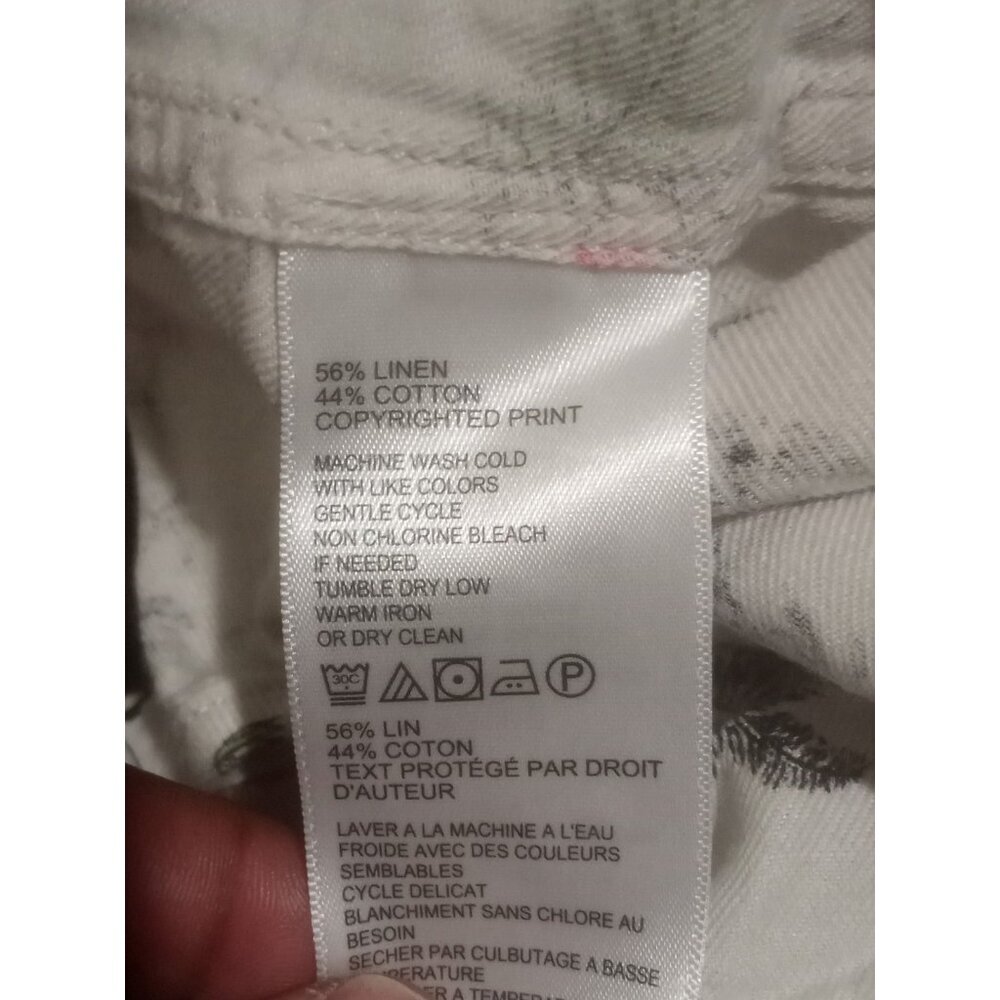 56% LINEN
44% COTTON
COPYRIGHTED PRINT
MACHINE WASH COLD
WITH LIKE COLORS
GENTLE CYCLE
NON CHLORINE BLEACH
IF NEEDED
TUMBLE DRY LOW
WARM IRON
OR DRY CLEAN
30C P
56% LIN
44% COTON
TEXT PROTÉGÉ PAR DROIT
D'AUTEUR
LAVER A LA MACHINE A L'EAU
FROIDE AVEC DES COULEURS
SEMBLABLES
CYCLE DELICAT
BLANCHIMENT SANS CHLORE AU
BESOIN
SECHER PAR CULBUTAGE A BASSE